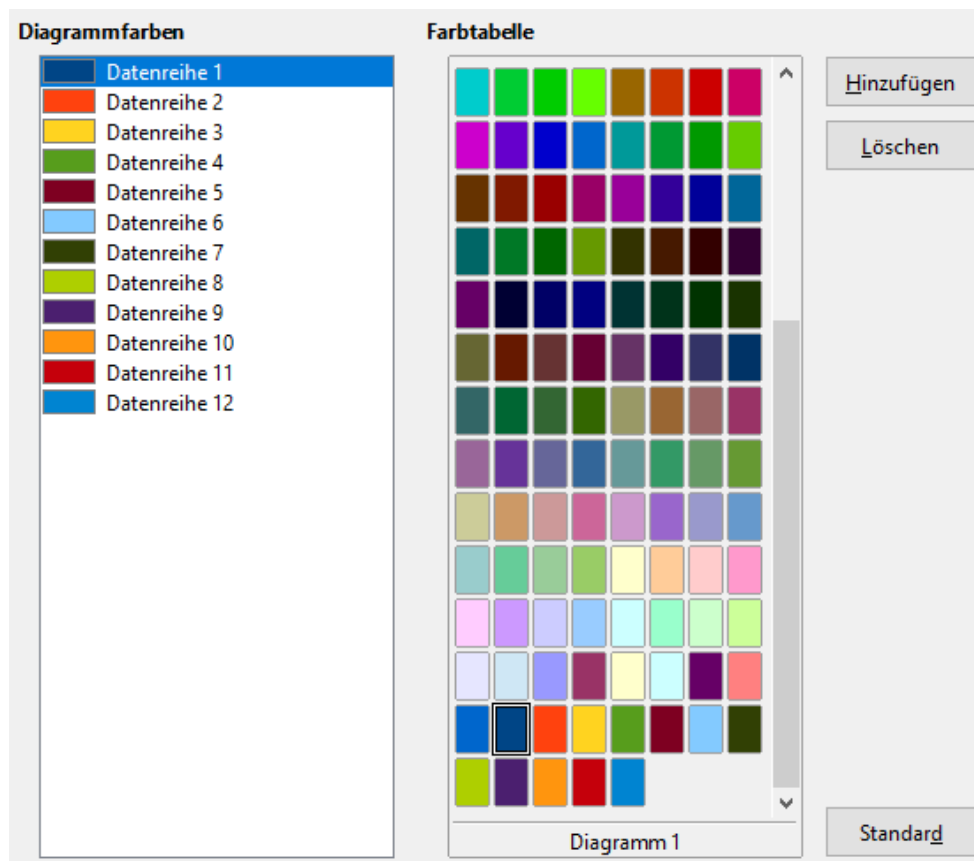 Diagrammfarben
Datenreihe 1
Datenreihe 2
Datenreihe 3
Datenreihe 4
Datenreihe 5
Datenreihe 6
Datenreihe 7
Datenreihe 8
Datenreihe 9
Datenreihe 10
Datenreihe 11
Datenreihe 12
Farbtabelle
Diagramm 1
Hinzufügen
Löschen
Standard